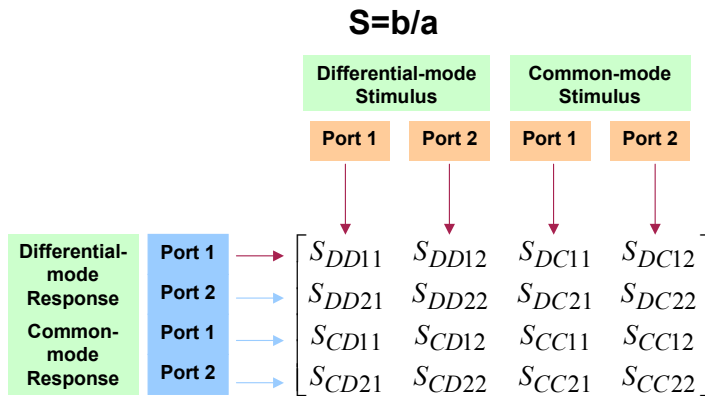 S=b/a
Differential-mode Stimulus
Common-mode Stimulus
Port 1 Port 2 Port 1 Port 2
Differential-mode Response
Port 1
Port 2
Common-mode Response
Port 1
Port 2
S_DD11 S_DD12 S_DC11 S_DC12
S_DD21 S_DD22 S_DC21 S_DC22
S_CD11 S_CD12 S_CC11 S_CC12
S_CD21 S_CD22 S_CC21 S_CC22